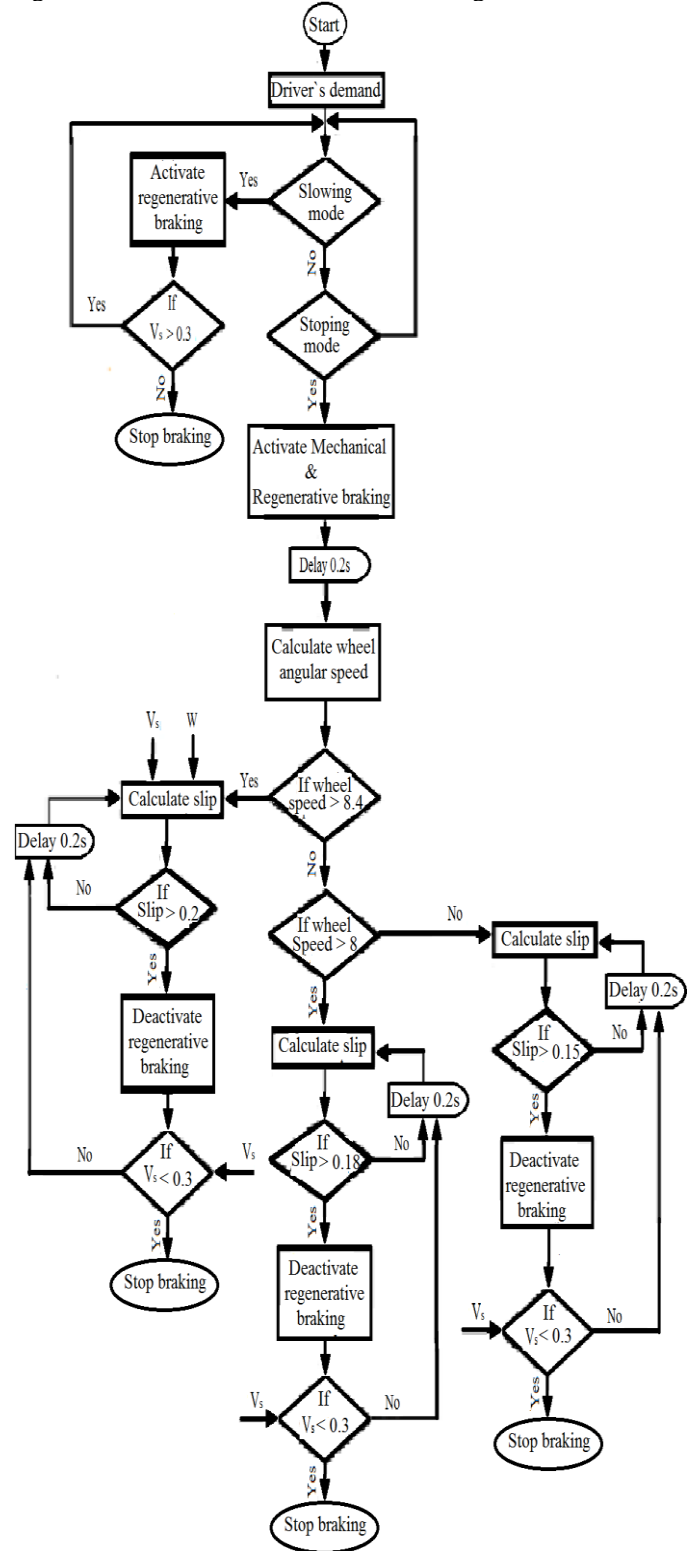 Start
Driver`s demand
Slowing
mode
Yes
Activate
regenerative
braking
If
Vₛ > 0.3
Yes
No
Stop braking
No
Stoping
mode
Yes
Activate Mechanical
&
Regenerative braking
Delay 0.2s
Calculate wheel
angular speed
If wheel
speed > 8.4
Yes
Vₛ
W
Calculate slip
Delay 0.2s
If
Slip > 0.2
No
Yes
Deactivate
regenerative
braking
If
Vₛ < 0.3
Vₛ
No
Yes
Stop braking
No
If wheel
Speed > 8
Yes
Calculate slip
Delay 0.2s
If
Slip > 0.18
No
Yes
Deactivate
regenerative
braking
Vₛ
If
Vₛ < 0.3
No
Yes
Stop braking
No
Calculate slip
Delay 0.2s
If
Slip > 0.15
No
Yes
Deactivate
regenerative
braking
Vₛ
If
Vₛ < 0.3
No
Yes
Stop braking